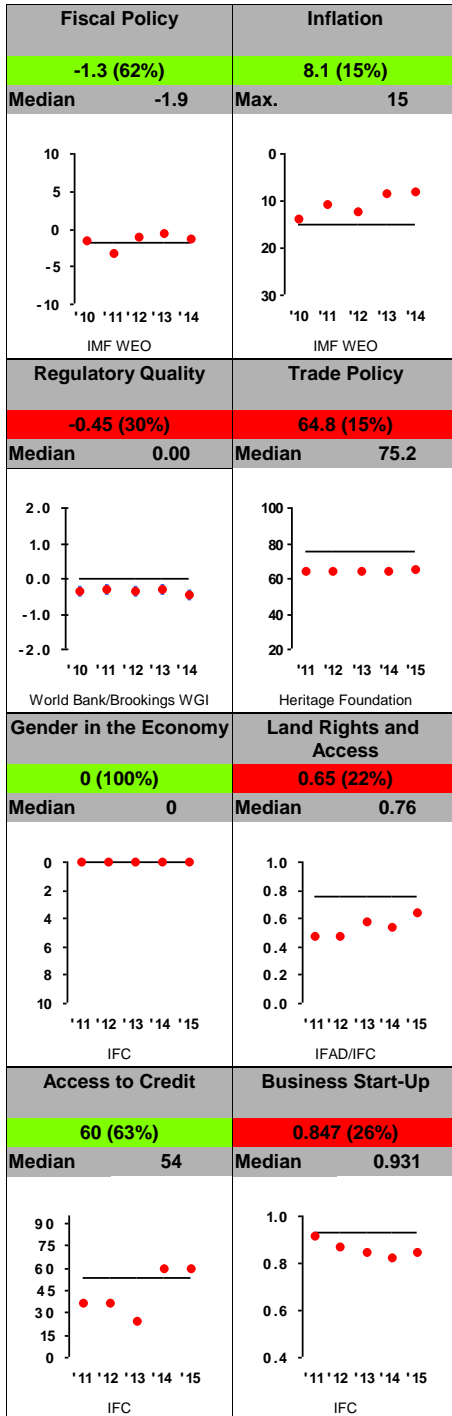 Fiscal Policy
-1.3 (62%)
Median -1.9
10
5
0
-5
-10
'10 '11 '12 '13 '14
IMF WEO
Inflation
8.1 (15%)
Max. 15
0
10
20
30
'10 '11 '12 '13 '14
IMF WEO
Regulatory Quality
-0.45 (30%)
Median 0.00
2.0
1.0
0.0
-1.0
-2.0
'10 '11 '12 '13 '14
World Bank/Brookings WGI
Trade Policy
64.8 (15%)
Median 75.2
100
80
60
40
20
'11 '12 '13 '14 '15
Heritage Foundation
Gender in the Economy
0 (100%)
Median 0
0
2
4
6
8
10
'11 '12 '13 '14 '15
IFC
Land Rights and
Access
0.65 (22%)
Median 0.76
1.0
0.8
0.6
0.4
0.2
0.0
'11 '12 '13 '14 '15
IFAD/IFC
Access to Credit
60 (63%)
Median 54
90
75
60
45
30
15
0
'11 '12 '13 '14 '15
IFC
Business Start-Up
0.847 (26%)
Median 0.931
1.0
0.8
0.6
0.4
'11 '12 '13 '14 '15
IFC